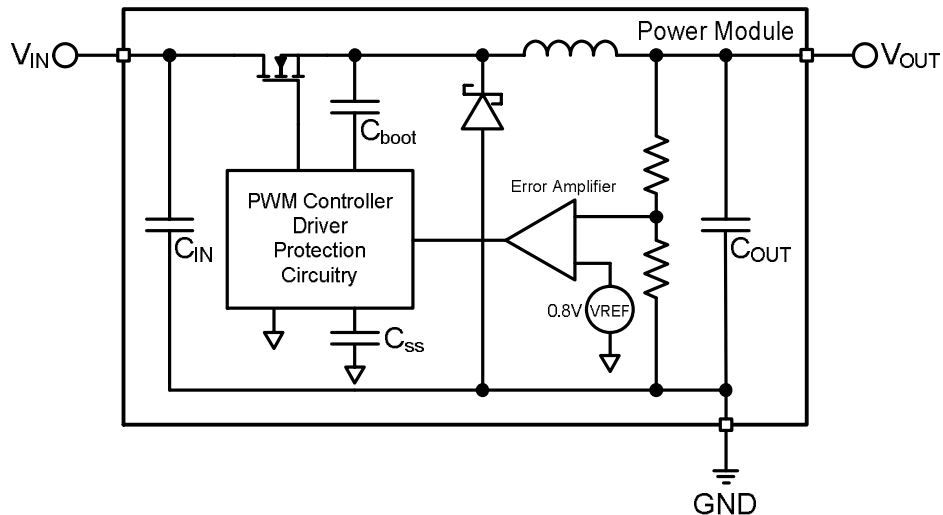 Power Module
VIN
VOUT
Cboot
Error Amplifier
PWM Controller
Driver
Protection
Circuitry
CIN
COUT
0.8V
VREF
Css
GND